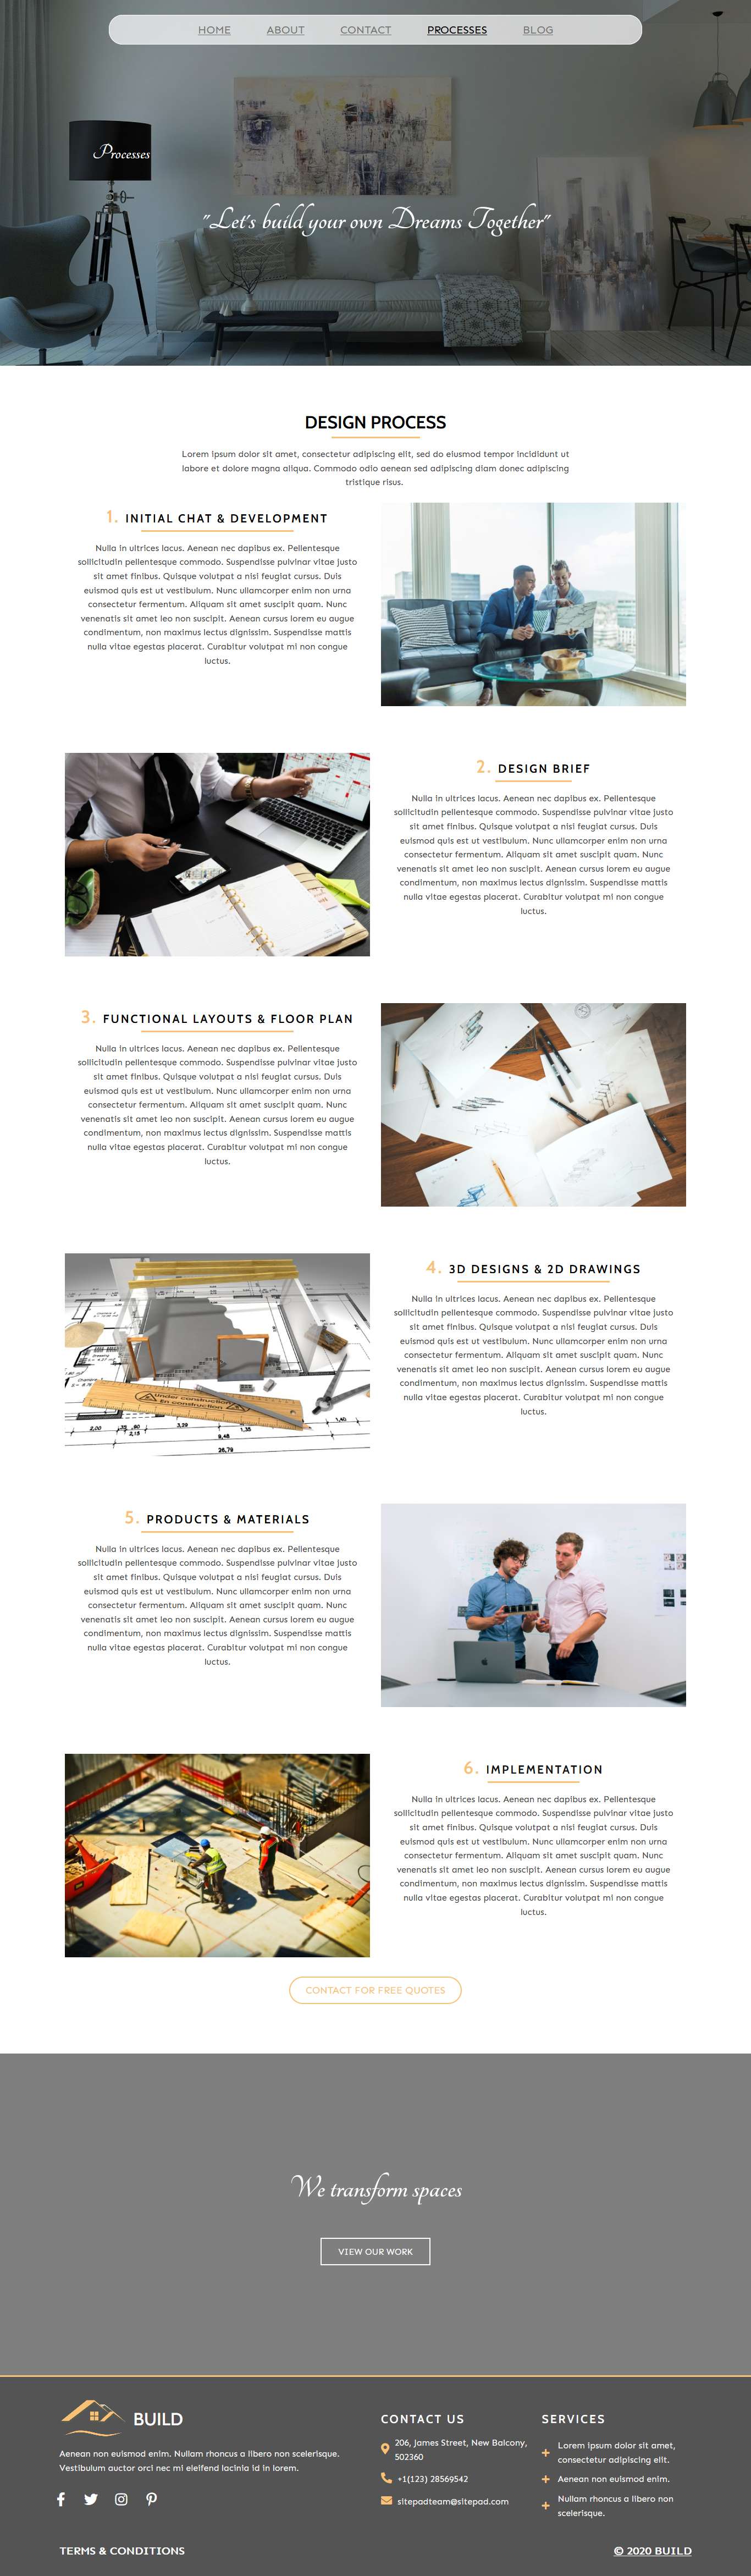 HOME ABOUT CONTACT PROCESSES BLOG
Processes
"Let's build your own Dreams Together"
DESIGN PROCESS
Lorem ipsum dolor sit amet, consectetur adipiscing elit, sed do eiusmod tempor incididunt ut
labore et dolore magna aliqua. Commodo odio aenean sed adipiscing diam donec adipiscing
tristique risus.
1. INITIAL CHAT & DEVELOPMENT
Nulla in ultrices lacus. Aenean nec dapibus ex. Pellentesque
sollicitudin pellentesque commodo. Suspendisse pulvinar vitae justo
sit amet finibus. Quisque volutpat a nisi feugiat cursus. Duis
euismod quis est ut vestibulum. Nunc ullamcorper enim non urna
consectetur fermentum. Aliquam sit amet suscipit quam. Nunc
venenatis sit amet leo non suscipit. Aenean cursus lorem eu augue
condimentum, non maximus lectus dignissim. Suspendisse mattis
nulla vitae egestas placerat. Curabitur volutpat mi non congue
luctus.
2. DESIGN BRIEF
Nulla in ultrices lacus. Aenean nec dapibus ex. Pellentesque
sollicitudin pellentesque commodo. Suspendisse pulvinar vitae justo
sit amet finibus. Quisque volutpat a nisi feugiat cursus. Duis
euismod quis est ut vestibulum. Nunc ullamcorper enim non urna
consectetur fermentum. Aliquam sit amet suscipit quam. Nunc
venenatis sit amet leo non suscipit. Aenean cursus lorem eu augue
condimentum, non maximus lectus dignissim. Suspendisse mattis
nulla vitae egestas placerat. Curabitur volutpat mi non congue
luctus.
3. FUNCTIONAL LAYOUTS & FLOOR PLAN
Nulla in ultrices lacus. Aenean nec dapibus ex. Pellentesque
sollicitudin pellentesque commodo. Suspendisse pulvinar vitae justo
sit amet finibus. Quisque volutpat a nisi feugiat cursus. Duis
euismod quis est ut vestibulum. Nunc ullamcorper enim non urna
consectetur fermentum. Aliquam sit amet suscipit quam. Nunc
venenatis sit amet leo non suscipit. Aenean cursus lorem eu augue
condimentum, non maximus lectus dignissim. Suspendisse mattis
nulla vitae egestas placerat. Curabitur volutpat mi non congue
luctus.
under construction
En construction
2,00 ,60 ,80 3,29 1,35 1,40
2,15 9,48
26,79
4. 3D DESIGNS & 2D DRAWINGS
Nulla in ultrices lacus. Aenean nec dapibus ex. Pellentesque
sollicitudin pellentesque commodo. Suspendisse pulvinar vitae justo
sit amet finibus. Quisque volutpat a nisi feugiat cursus. Duis
euismod quis est ut vestibulum. Nunc ullamcorper enim non urna
consectetur fermentum. Aliquam sit amet suscipit quam. Nunc
venenatis sit amet leo non suscipit. Aenean cursus lorem eu augue
condimentum, non maximus lectus dignissim. Suspendisse mattis
nulla vitae egestas placerat. Curabitur volutpat mi non congue
luctus.
5. PRODUCTS & MATERIALS
Nulla in ultrices lacus. Aenean nec dapibus ex. Pellentesque
sollicitudin pellentesque commodo. Suspendisse pulvinar vitae justo
sit amet finibus. Quisque volutpat a nisi feugiat cursus. Duis
euismod quis est ut vestibulum. Nunc ullamcorper enim non urna
consectetur fermentum. Aliquam sit amet suscipit quam. Nunc
venenatis sit amet leo non suscipit. Aenean cursus lorem eu augue
condimentum, non maximus lectus dignissim. Suspendisse mattis
nulla vitae egestas placerat. Curabitur volutpat mi non congue
luctus.
6. IMPLEMENTATION
Nulla in ultrices lacus. Aenean nec dapibus ex. Pellentesque
sollicitudin pellentesque commodo. Suspendisse pulvinar vitae justo
sit amet finibus. Quisque volutpat a nisi feugiat cursus. Duis
euismod quis est ut vestibulum. Nunc ullamcorper enim non urna
consectetur fermentum. Aliquam sit amet suscipit quam. Nunc
venenatis sit amet leo non suscipit. Aenean cursus lorem eu augue
condimentum, non maximus lectus dignissim. Suspendisse mattis
nulla vitae egestas placerat. Curabitur volutpat mi non congue
luctus.
CONTACT FOR FREE QUOTES
We transform spaces
VIEW OUR WORK
BUILD
Aenean non euismod enim. Nullam rhoncus a libero non scelerisque.
Vestibulum auctor orci nec mi eleifend lacinia id in lorem.
CONTACT US
206, James Street, New Balcony,
502360
+1(123) 28569542
sitepadteam@sitepad.com
SERVICES
Lorem ipsum dolor sit amet,
consectetur adipiscing elit.
Aenean non euismod enim.
Nullam rhoncus a libero non
scelerisque.
TERMS & CONDITIONS
© 2020 BUILD